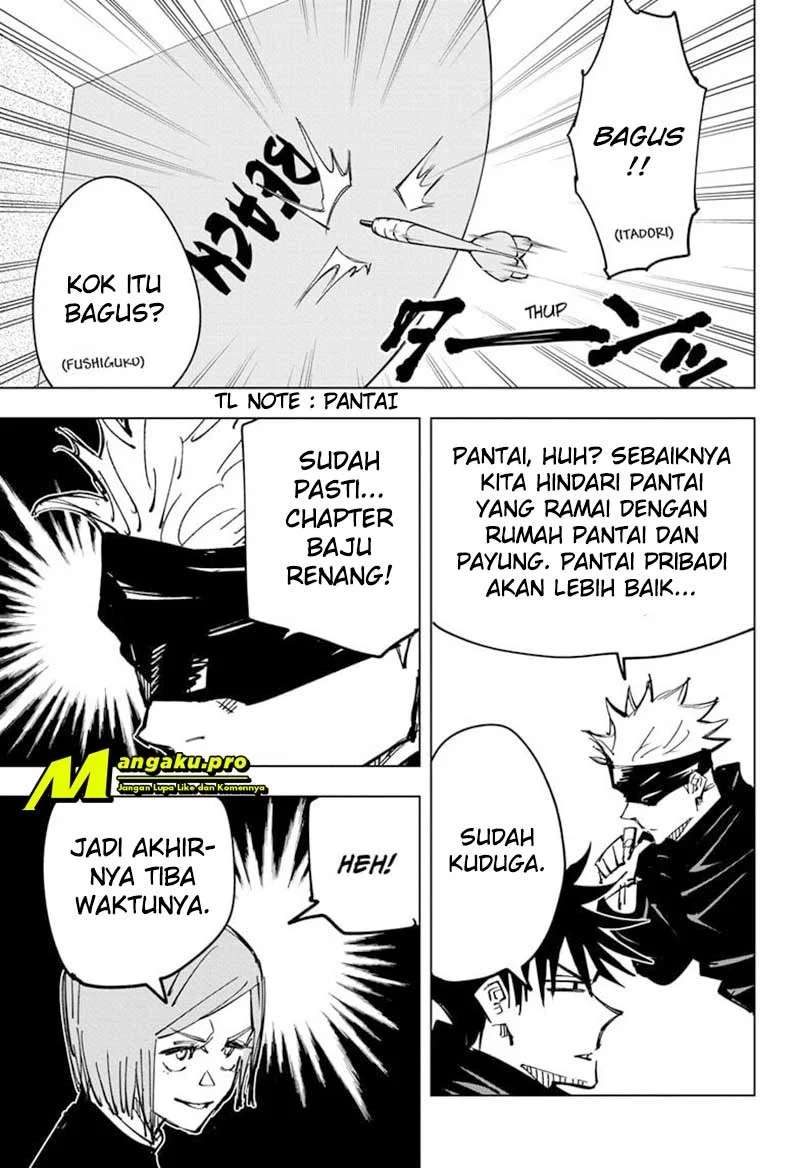 BAGUS
!!
(ITADORI)
BEACH
THUP
ターンッ
KOK ITU
BAGUS?
(FUSHIGUKU)
TL NOTE : PANTAI
PANTAI, HUH? SEBAIKNYA
KITA HINDARI PANTAI
YANG RAMAI DENGAN
RUMAH PANTAI DAN
PAYUNG. PANTAI PRIBADI
AKAN LEBIH BAIK...
SUDAH
KUDUGA.
SUDAH
PASTI...
CHAPTER
BAJU
RENANG!
Mangaku.pro
Jangan Lupa Like dan Komennya
HEH!
JADI AKHIR-
NYA TIBA
WAKTUNYA.